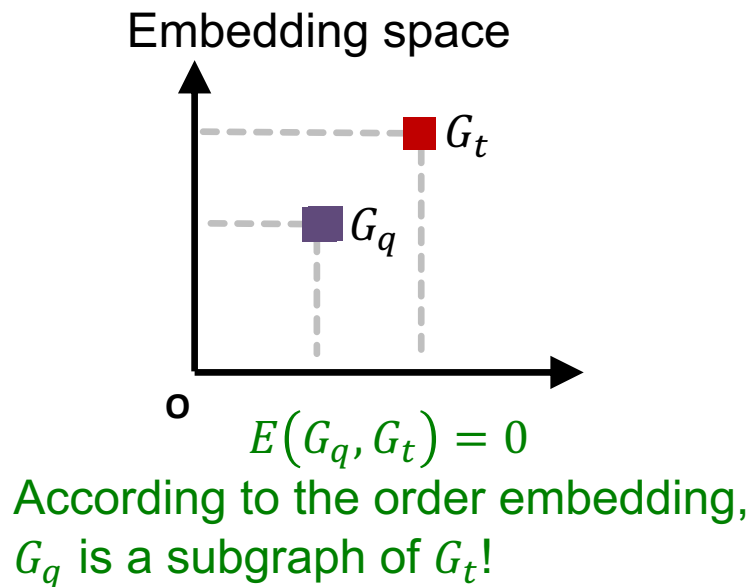 Embedding space
G_t
G_q
O
E(G_q, G_t) = 0
According to the order embedding,
G_q is a subgraph of G_t!